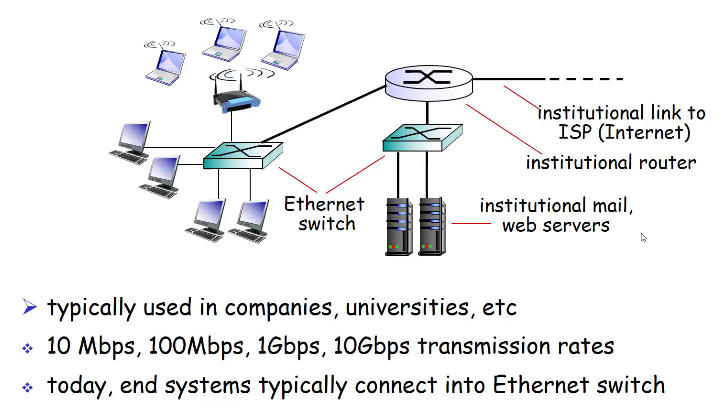 institutional link to
ISP (Internet)
institutional router
Ethernet
switch
institutional mail,
web servers
typically used in companies, universities, etc
10 Mbps, 100Mbps, 1Gbps, 10Gbps transmission rates
today, end systems typically connect into Ethernet switch